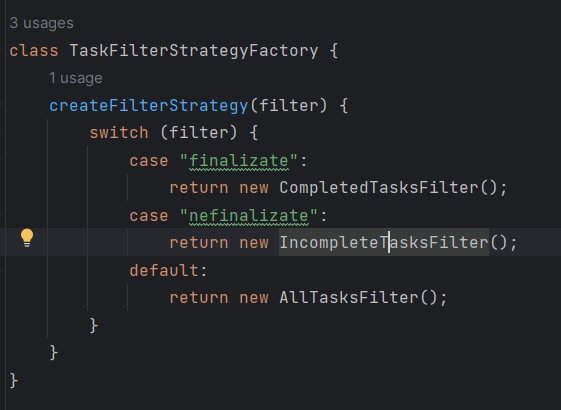 3 usages
class TaskFilterStrategyFactory {
1 usage
createFilterStrategy(filter) {
switch (filter) {
case "finalizate":
return new CompletedTasksFilter();
case "nefinalizate":
return new IncompleteTasksFilter();
default:
return new AllTasksFilter();
}
}
}